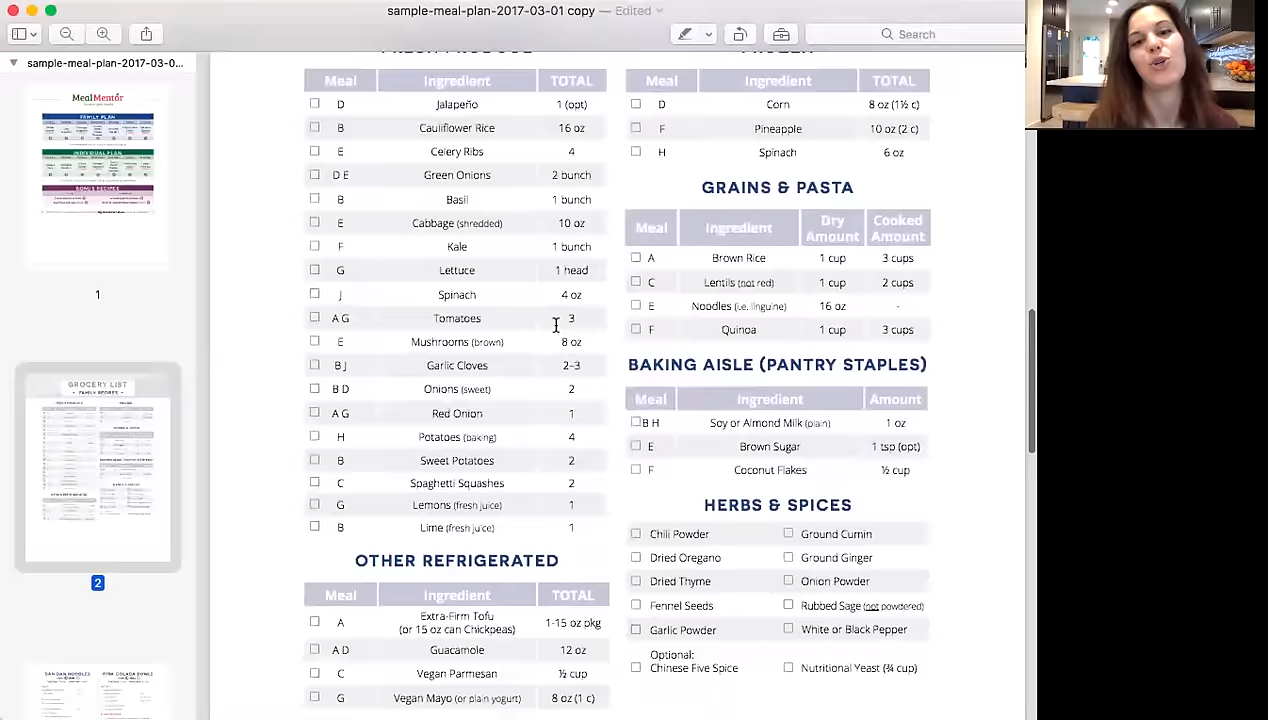 sample-meal-plan-2017-03-01 copy — Edited
Search
sample-meal-plan-2017-03-0...
MealMentor
FAMILY PLAN
INDIVIDUAL PLAN
BONUS RECIPES
1
GROCERY LIST
FAMILY RECIPES
2
Meal Ingredient TOTAL
D Jalapeño 1 (opt)
B Cauliflower Rice 16 oz
E Celery Ribs 4
D E Green Onions 2 bunch
B Basil 1 bunch
E Cabbage (shredded) 10 oz
F Kale 1 bunch
G Lettuce 1 head
J Spinach 4 oz
A G Tomatoes 3
E Mushrooms (brown) 8 oz
B J Garlic Cloves 2-3
B D Onions (sweet) 2
A G Red Onion 1
H Potatoes (baking) 4
B Sweet Potatoes 2
C Spaghetti Squashes 2
G Lemons (fresh juice) 1
B Lime (fresh juice) 1
OTHER REFRIGERATED
Meal Ingredient TOTAL
A Extra-Firm Tofu
(or 15 oz can Chickpeas) 1-15 oz pkg
A D Guacamole 12 oz
C Vegan Parm
G Vegan Mayo
Meal Ingredient TOTAL
D Corn 8 oz (1½ c)
F 10 oz (2 c)
H Spinach 6 oz
GRAINS & PASTA
Meal Ingredient Dry Amount Cooked Amount
A Brown Rice 1 cup 3 cups
C Lentils (not red) 1 cup 2 cups
E Noodles (i.e. linguine) 16 oz -
F Quinoa 1 cup 3 cups
BAKING AISLE (PANTRY STAPLES)
Meal Ingredient Amount
B H Soy or Almond Milk (plain) 1 oz
E Brown Sugar 1 tsp (opt)
F Coconut Flakes ½ cup
HERBS & SPICES
Chili Powder Ground Cumin
Dried Oregano Ground Ginger
Dried Thyme Onion Powder
Fennel Seeds Rubbed Sage (not powdered)
Garlic Powder White or Black Pepper
Optional:
Chinese Five Spice Nutritional Yeast (¾ cup)